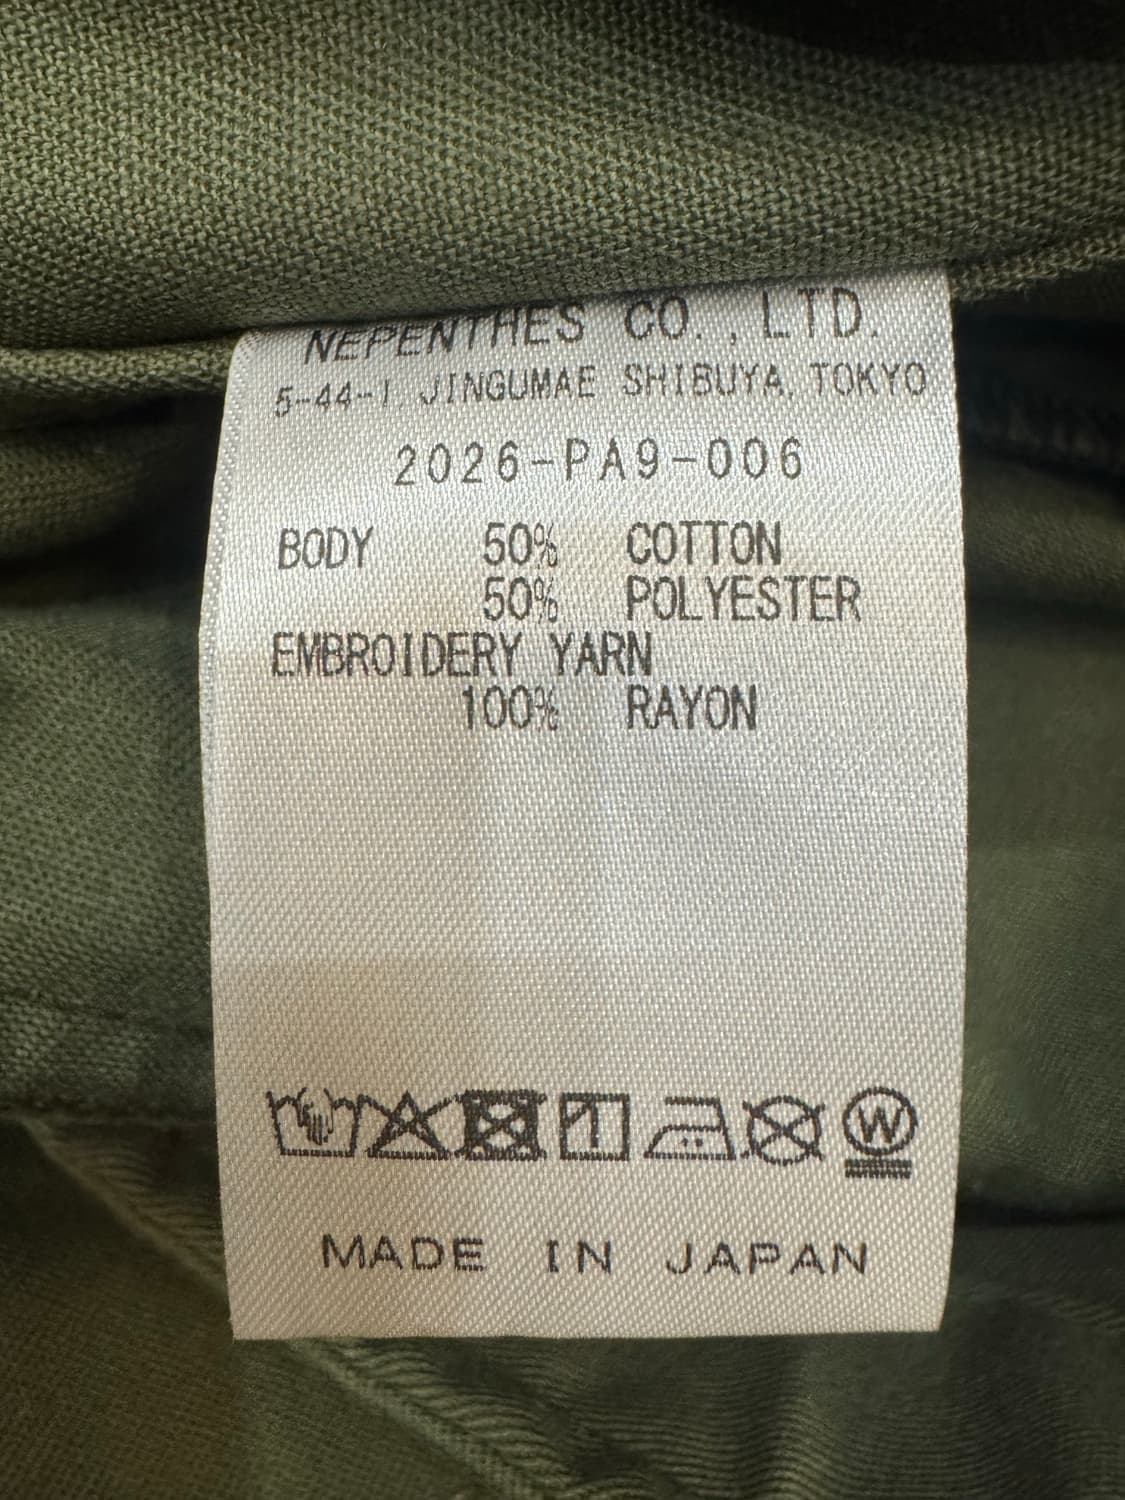 NEPENTHES CO., LTD.
5-44-1, JINGUMAE SHIBUYA, TOKYO
2026-PA9-006
BODY 50% COTTON
50% POLYESTER
EMBROIDERY YARN
100% RAYON
W
MADE IN JAPAN